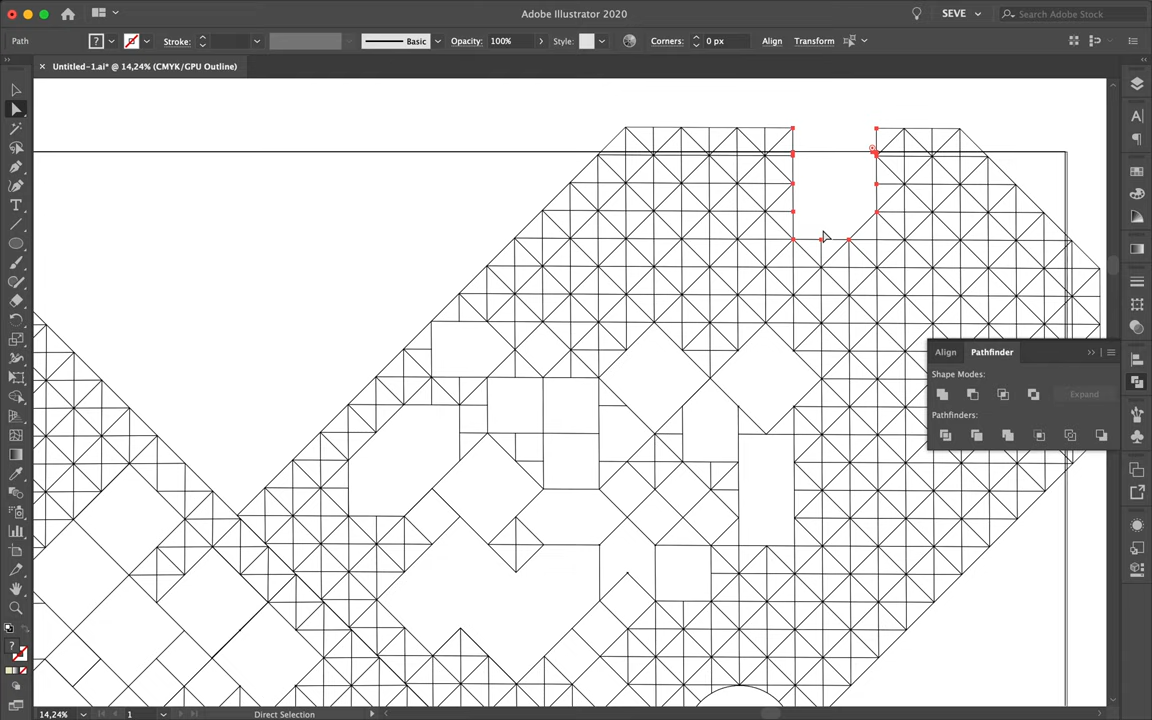 Adobe Illustrator 2020
SEVE
Search Adobe Stock
Path
?
Stroke:
Basic
Opacity:
100%
Style:
Corners:
0 px
Align
Transform
× Untitled-1.ai* @ 14,24% (CMYK/GPU Outline)
Align
Pathfinder
Shape Modes:
Expand
Pathfinders:
?
14,24%
1
Direct Selection